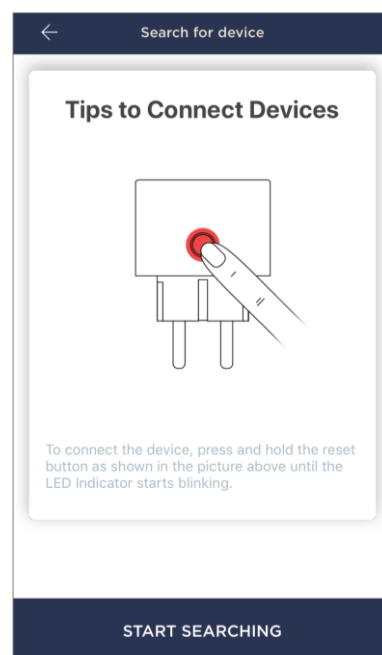 Search for device
Tips to Connect Devices
To connect the device, press and hold the reset
button as shown in the picture above until the
LED Indicator starts blinking.
START SEARCHING